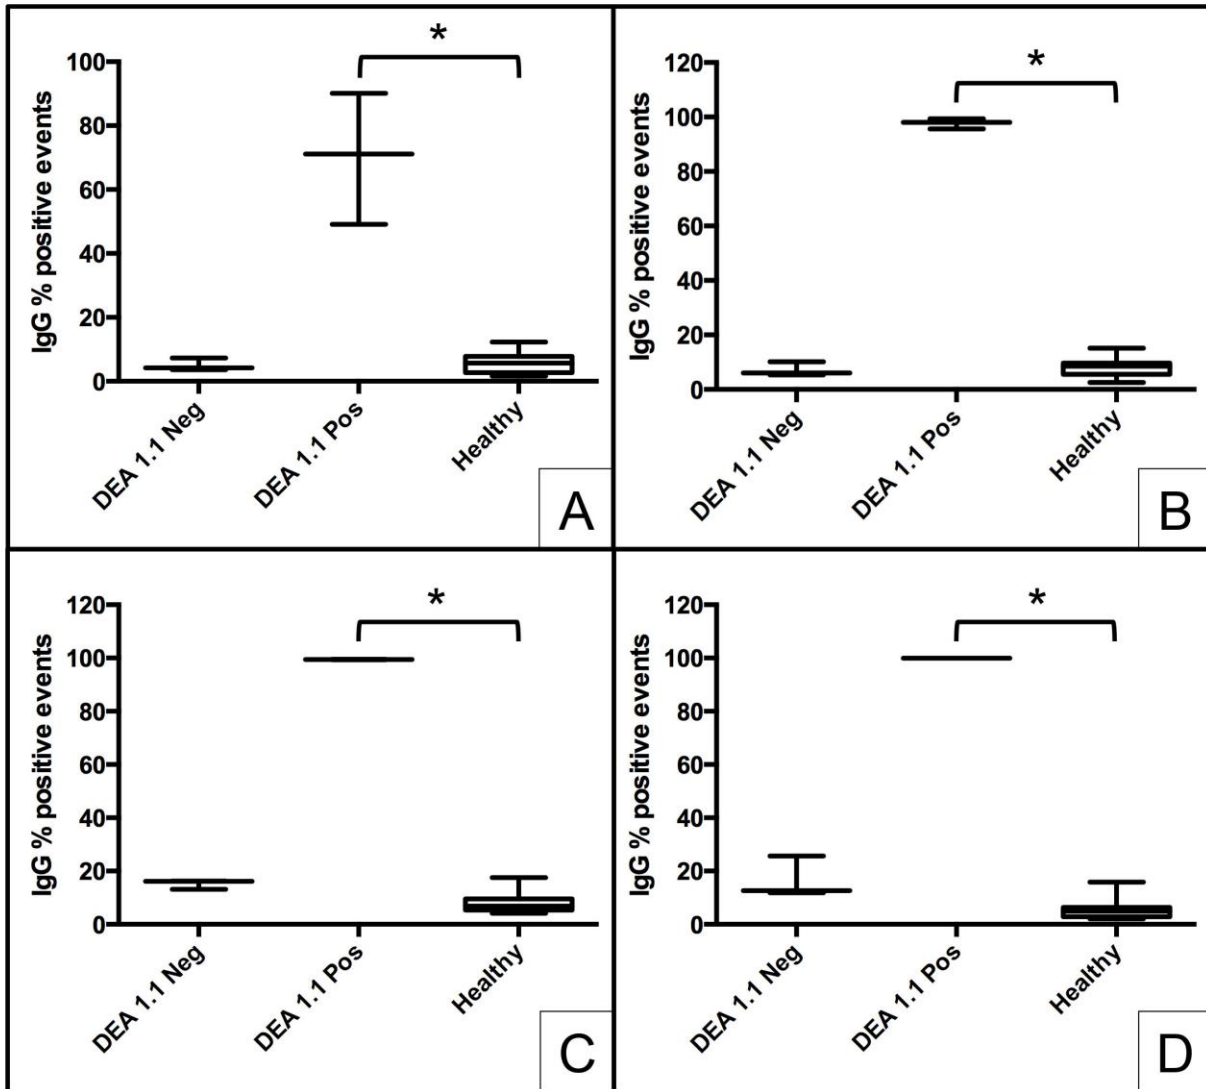 *
100
80
60
40
20
0
IgG % positive events
DEA 1.1 Neg
DEA 1.1 Pos
Healthy
A
*
120
100
80
60
40
20
0
IgG % positive events
DEA 1.1 Neg
DEA 1.1 Pos
Healthy
B
*
120
100
80
60
40
20
0
IgG % positive events
DEA 1.1 Neg
DEA 1.1 Pos
Healthy
C
*
120
100
80
60
40
20
0
IgG % positive events
DEA 1.1 Neg
DEA 1.1 Pos
Healthy
D